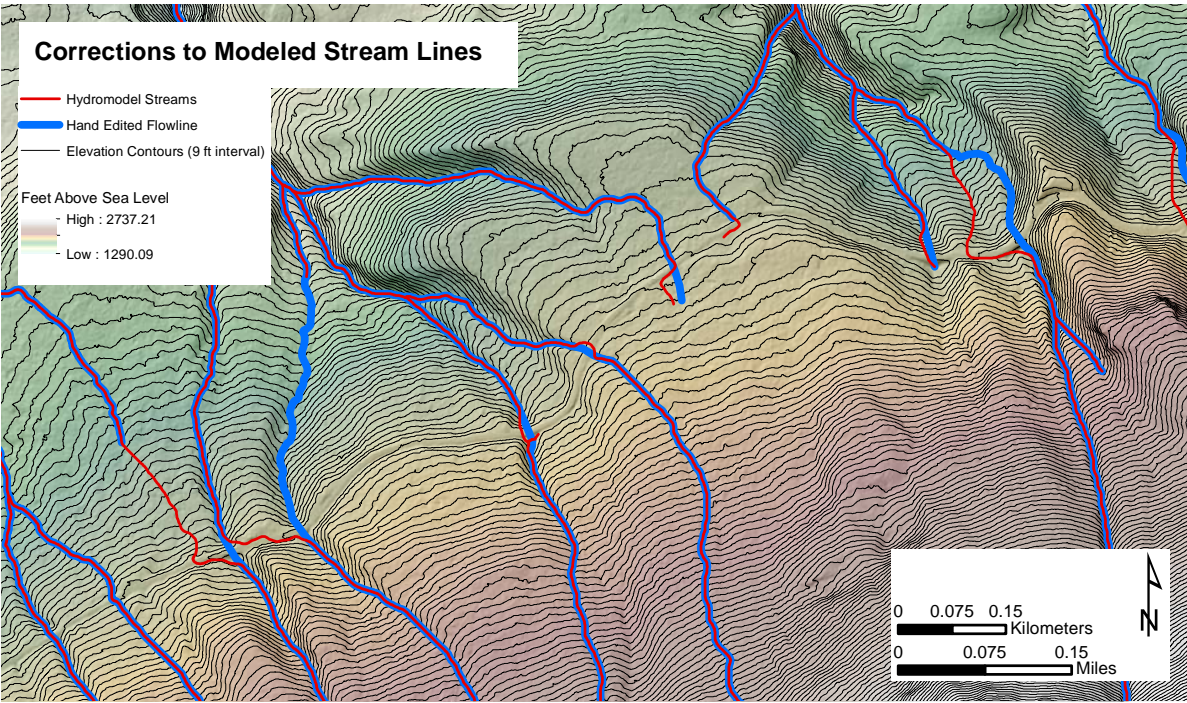 Corrections to Modeled Stream Lines
Hydromodel Streams
Hand Edited Flowline
Elevation Contours (9 ft interval)
Feet Above Sea Level
High : 2737.21
Low : 1290.09
0 0.075 0.15
Kilometers
0 0.075 0.15
Miles
N